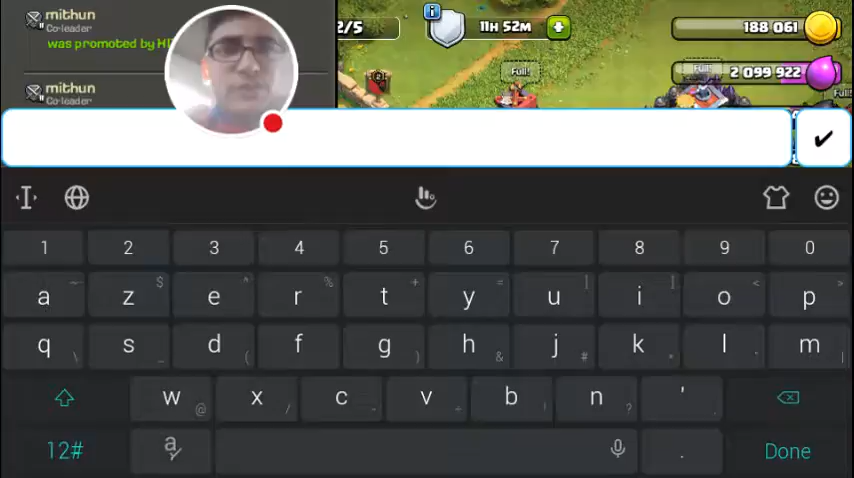 mithun
Co-leader
was promoted by
mithun
Co-leader
2/5
11H 52M
188 061
Full!
Full!
2 099 922
Full!
1 2 3 4 5 6 7 8 9 0
a z e r t y u i o p
~ $ ^ % + = [ ] < >
q s d f g h j k l m
\ _ ( ) & # * " |
w x c v b n '
@ / - ÷ ! ? ,
12# a .
Done